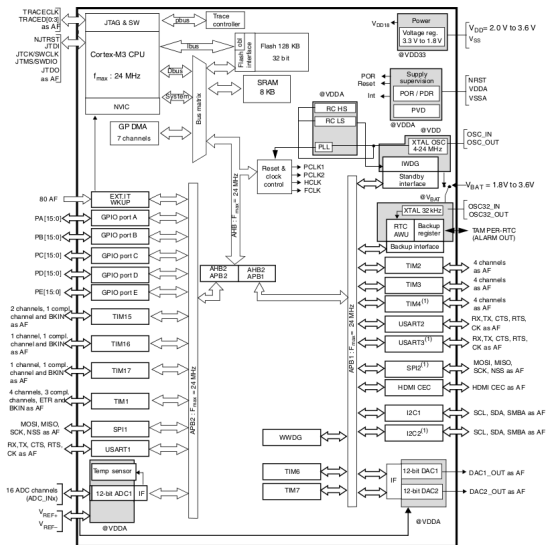 TRACECLK
TRACED[0:3]
as AF
NJTRST
JTDI
JTCK/SWCLK
JTMS/SWDIO
JTDO
as AF
JTAG & SW
pbus
Trace
controller
Cortex-M3 CPU
fmax : 24 MHz
NVIC
Ibus
Dbus
System
Flash obl
interface
Flash 128 KB
32 bit
Bus matrix
SRAM
8 KB
GP DMA
7 channels
VDD18
Power
Voltage reg.
3.3 V to 1.8 V
@VDD33
VDD= 2.0 V to 3.6 V
VSS
POR
Reset
Int
Supply
supervision
POR / PDR
PVD
@VDDA
NRST
VDDA
VSSA
@VDDA
RC HS
RC LS
PLL
@VDD
XTAL OSC
4-24 MHz
OSC_IN
OSC_OUT
IWDG
Standby
interface
Reset &
clock
control
PCLK1
PCLK2
HCLK
FCLK
VBAT = 1.8V to 3.6V
@VBAT
XTAL 32 kHz
OSC32_IN
OSC32_OUT
RTC
AWU
Backup
register
Backup interface
TAM PER-RTC
(ALARM OUT)
AHB : Fmax= 24 MHz
80 AF
EXT.IT
WKUP
PA[15:0]
GPIO port A
PB[15:0]
GPIO port B
PC[15:0]
GPIO port C
PD[15:0]
GPIO port D
PE[15:0]
GPIO port E
AHB2
APB2
AHB2
APB1
2 channels, 1 compl.
channel and BKIN
as AF
TIM15
1 channel, 1 compl.
channel and BKIN
as AF
TIM16
1 channel, 1 compl.
channel and BKIN
as AF
TIM17
4 channels, 3 compl.
channels, ETR and
BKIN as AF
TIM1
MOSI, MISO,
SCK, NSS as AF
SPI1
RX,TX, CTS, RTS,
CK as AF
USART1
APB2 : Fmax= 24 MHz
APB1 : Fmax= 24 MHz
TIM2
4 channels
as AF
TIM3
4 channels
as AF
TIM4(1)
4 channels
as AF
USART2
RX,TX, CTS, RTS,
CK as AF
USART3(1)
RX,TX, CTS, RTS,
CK as AF
SPI2(1)
MOSI, MISO,
SCK, NSS as AF
HDMI CEC
HDMI CEC as AF
I2C1
SCL, SDA, SMBA as AF
I2C2(1)
SCL, SDA, SMBA as AF
WWDG
TIM6
TIM7
Temp sensor
16 ADC channels
(ADC_INx)
12-bit ADC1
IF
VREF+
VREF–
@VDDA
IF
12-bit DAC1
DAC1_OUT as AF
12-bit DAC2
DAC2_OUT as AF
@VDDA